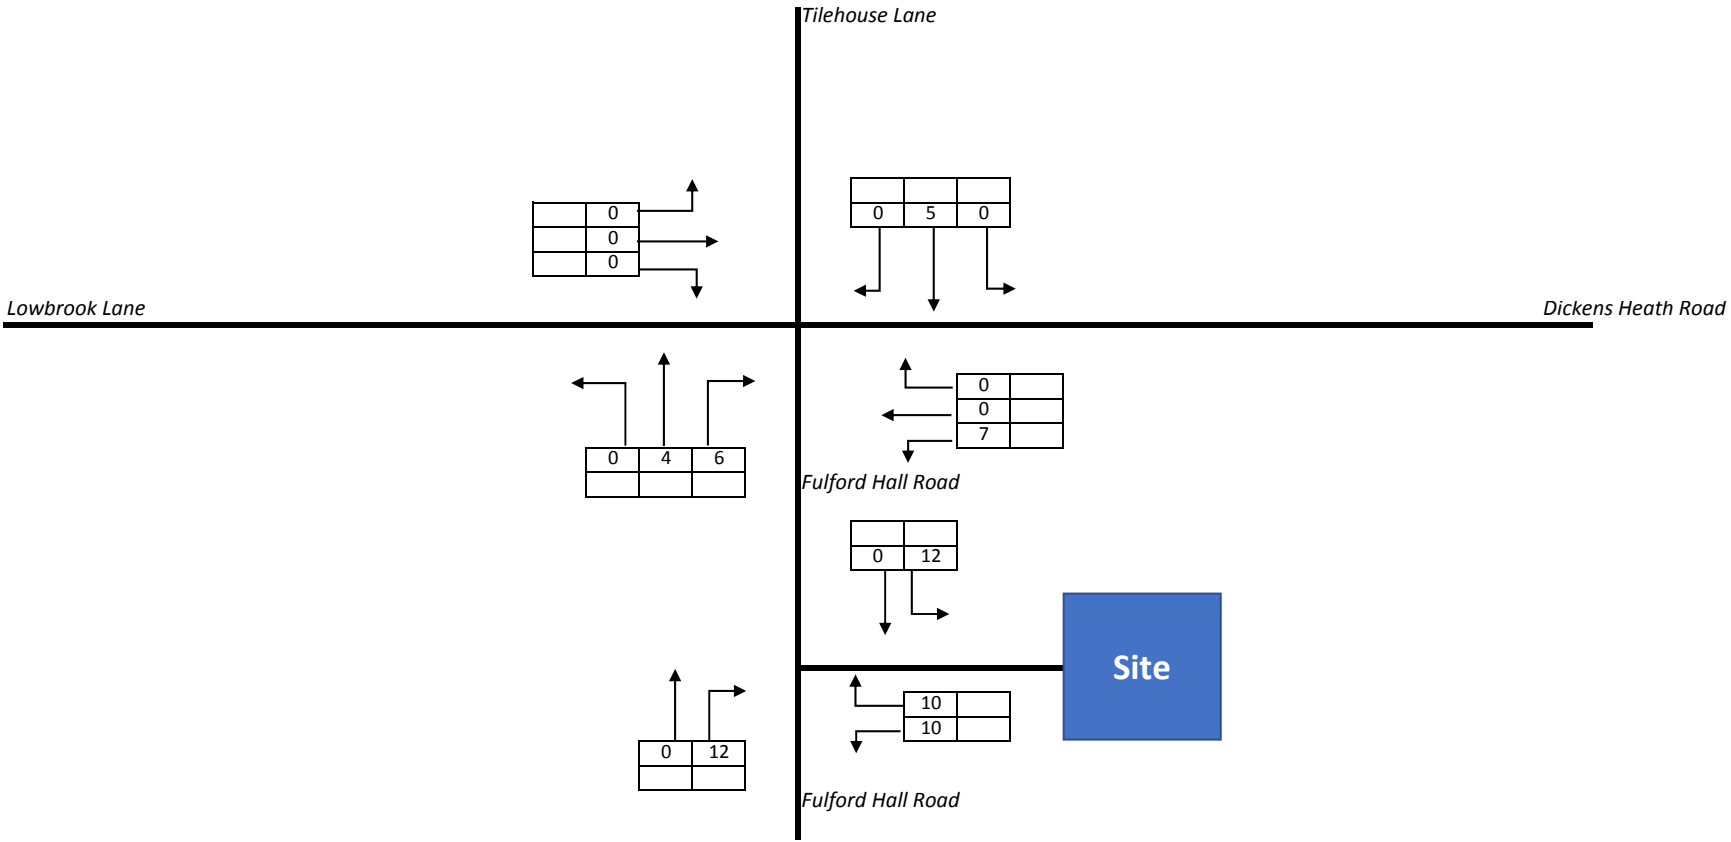 Tilehouse Lane
0
0 5 0
0
0
Lowbrook Lane
Dickens Heath Road
0
0
7
0 4 6
Fulford Hall Road
0 12
Site
10
10
0 12
Fulford Hall Road